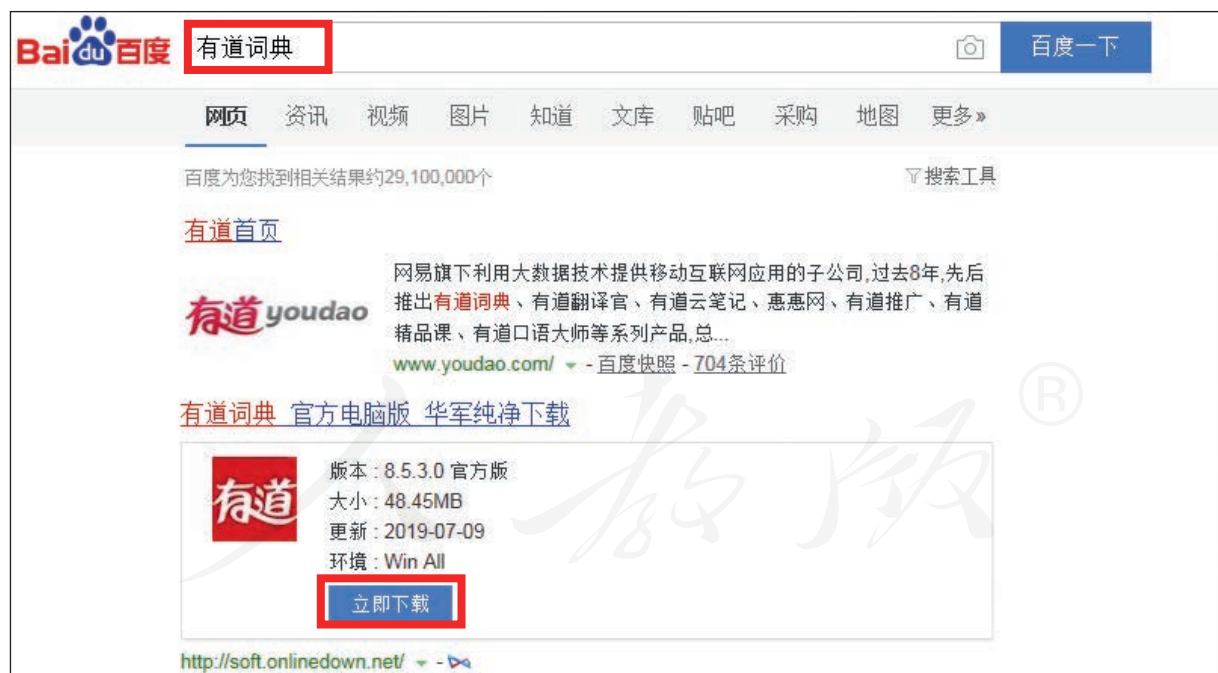 Bai du 百度 有道词典 百度一下
网页 资讯 视频 图片 知道 文库 贴吧 采购 地图 更多»
百度为您找到相关结果约29,100,000个 搜索工具
有道首页
网易旗下利用大数据技术提供移动互联网应用的子公司,过去8年,先后
推出有道词典、有道翻译官、有道云笔记、惠惠网、有道推广、有道
精品课、有道口语大师等系列产品,总...
有道 youdao
www.youdao.com/ - 百度快照 - 704条评价
有道词典 官方电脑版 华军纯净下载
有道
版本 : 8.5.3.0 官方版
大小 : 48.45MB
更新 : 2019-07-09
环境 : Win All
立即下载
http://soft.onlinedown.net/ -
人教版®